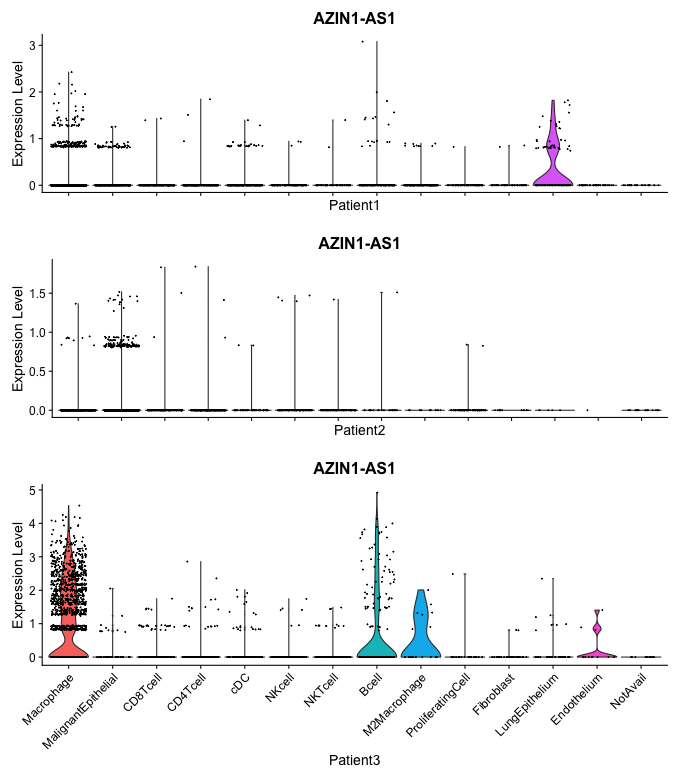 AZIN1-AS1
Expression Level
3
2
1
0
Patient1
AZIN1-AS1
Expression Level
1.5
1.0
0.5
0.0
Patient2
AZIN1-AS1
Expression Level
5
4
3
2
1
0
Macrophage
MalignantEpithelial
CD8Tcell
CD4Tcell
cDC
NKcell
NKTcell
Bcell
M2Macrophage
ProliferatingCell
Fibroblast
LungEpithelium
Endothelium
NotAvail
Patient3